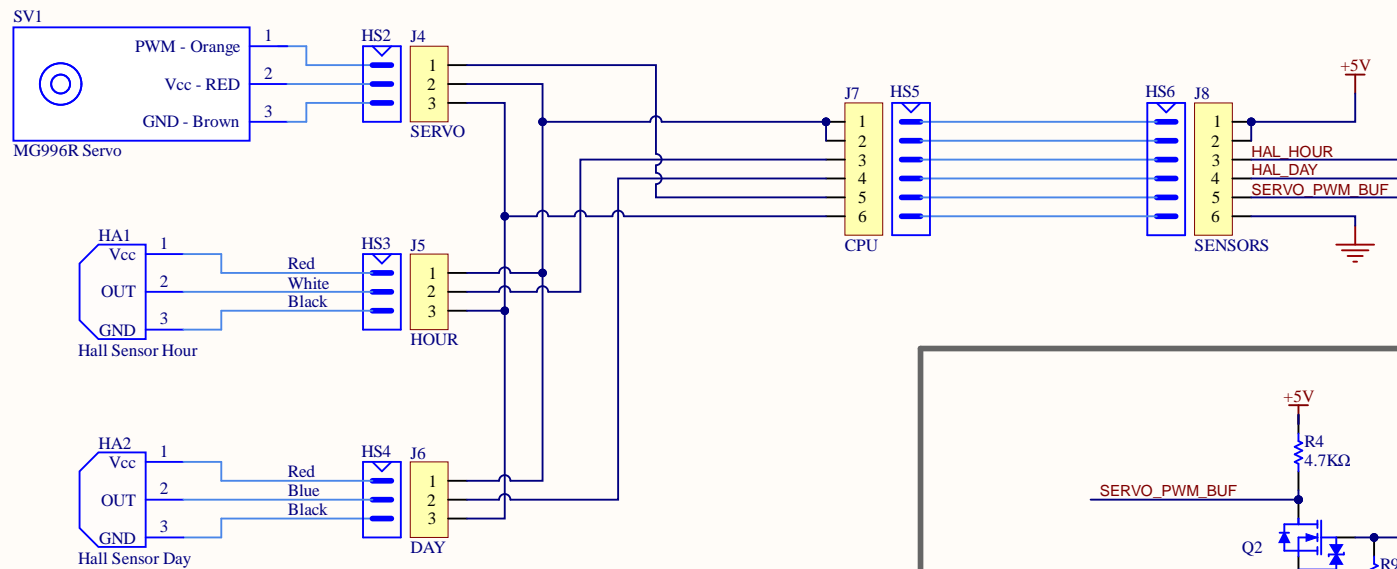 SV1
PWM - Orange
1
Vcc - RED
2
GND - Brown
3
MG996R Servo
HS2
J4
1
2
3
SERVO
J7
HS5
1
2
3
4
5
6
CPU
HS6
J8
1
2
3
4
5
6
SENSORS
+5V
HAL_HOUR
HAL_DAY
SERVO_PWM_BUF
HA1
Vcc
1
OUT
2
GND
3
Hall Sensor Hour
Red
White
Black
HS3
J5
1
2
3
HOUR
HA2
Vcc
1
OUT
2
GND
3
Hall Sensor Day
Red
Blue
Black
HS4
J6
1
2
3
DAY
+5V
R4
4.7KΩ
SERVO_PWM_BUF
Q2
R9